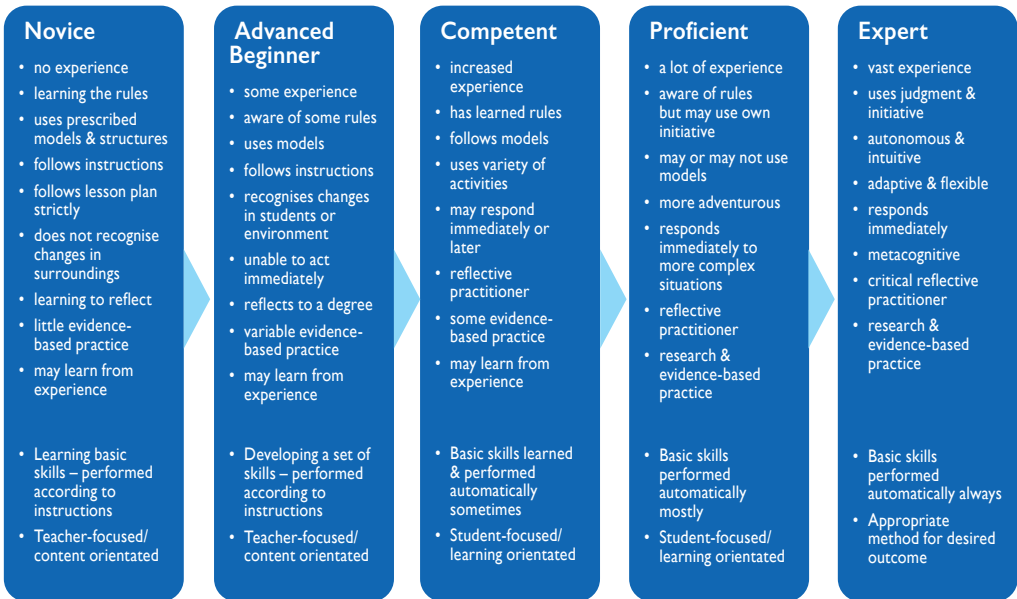 Novice
• no experience
• learning the rules
• uses prescribed
models & structures
• follows instructions
• follows lesson plan
strictly
• does not recognise
changes in
surroundings
• learning to reflect
• little evidence-
based practice
• may learn from
experience
• Learning basic
skills – performed
according to
instructions
• Teacher-focused/
content orientated
Advanced
Beginner
• some experience
• aware of some rules
• uses models
• follows instructions
• recognises changes
in students or
environment
• unable to act
immediately
• reflects to a degree
• variable evidence-
based practice
• may learn from
experience
• Developing a set of
skills – performed
according to
instructions
• Teacher-focused/
content orientated
Competent
• increased
experience
• has learned rules
• follows models
• uses variety of
activities
• may respond
immediately or
later
• reflective
practitioner
• some evidence-
based practice
• may learn from
experience
• Basic skills learned
& performed
automatically
sometimes
• Student-focused/
learning orientated
Proficient
• a lot of experience
• aware of rules
but may use own
initiative
• may or may not use
models
• more adventurous
• responds
immediately to
more complex
situations
• reflective
practitioner
• research &
evidence-based
practice
• Basic skills
performed
automatically
mostly
• Student-focused/
learning orientated
Expert
• vast experience
• uses judgment &
initiative
• autonomous &
intuitive
• adaptive & flexible
• responds
immediately
• metacognitive
• critical reflective
practitioner
• research &
evidence-based
practice
• Basic skills
performed
automatically always
• Appropriate
method for desired
outcome